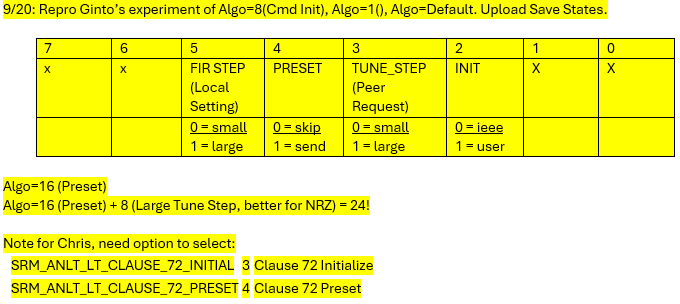 9/20: Repro Ginto’s experiment of Algo=8(Cmd Init), Algo=1(), Algo=Default. Upload Save States.
7 6 5 4 3 2 1 0
x x FIR STEP (Local Setting) PRESET TUNE_STEP (Peer Request) INIT X X
0 = small 1 = large 0 = skip 1 = send 0 = small 1 = large 0 = ieee 1 = user
Algo=16 (Preset)
Algo=16 (Preset) + 8 (Large Tune Step, better for NRZ) = 24!
Note for Chris, need option to select:
SRM_ANLT_LT_CLAUSE_72_INITIAL 3 Clause 72 Initialize
SRM_ANLT_LT_CLAUSE_72_PRESET 4 Clause 72 Preset